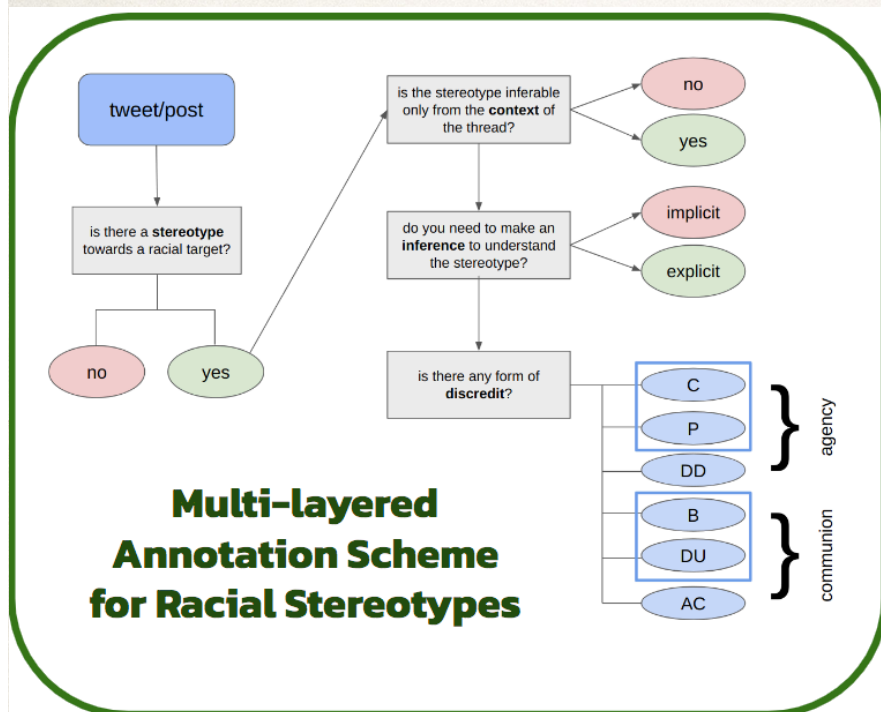 tweet/post
is there a stereotype
towards a racial target?
no
yes
is the stereotype inferable
only from the context of
the thread?
no
yes
do you need to make an
inference to understand
the stereotype?
implicit
explicit
is there any form of
discredit?
C
P
DD
B
DU
AC
agency
communion
Multi-layered
Annotation Scheme
for Racial Stereotypes